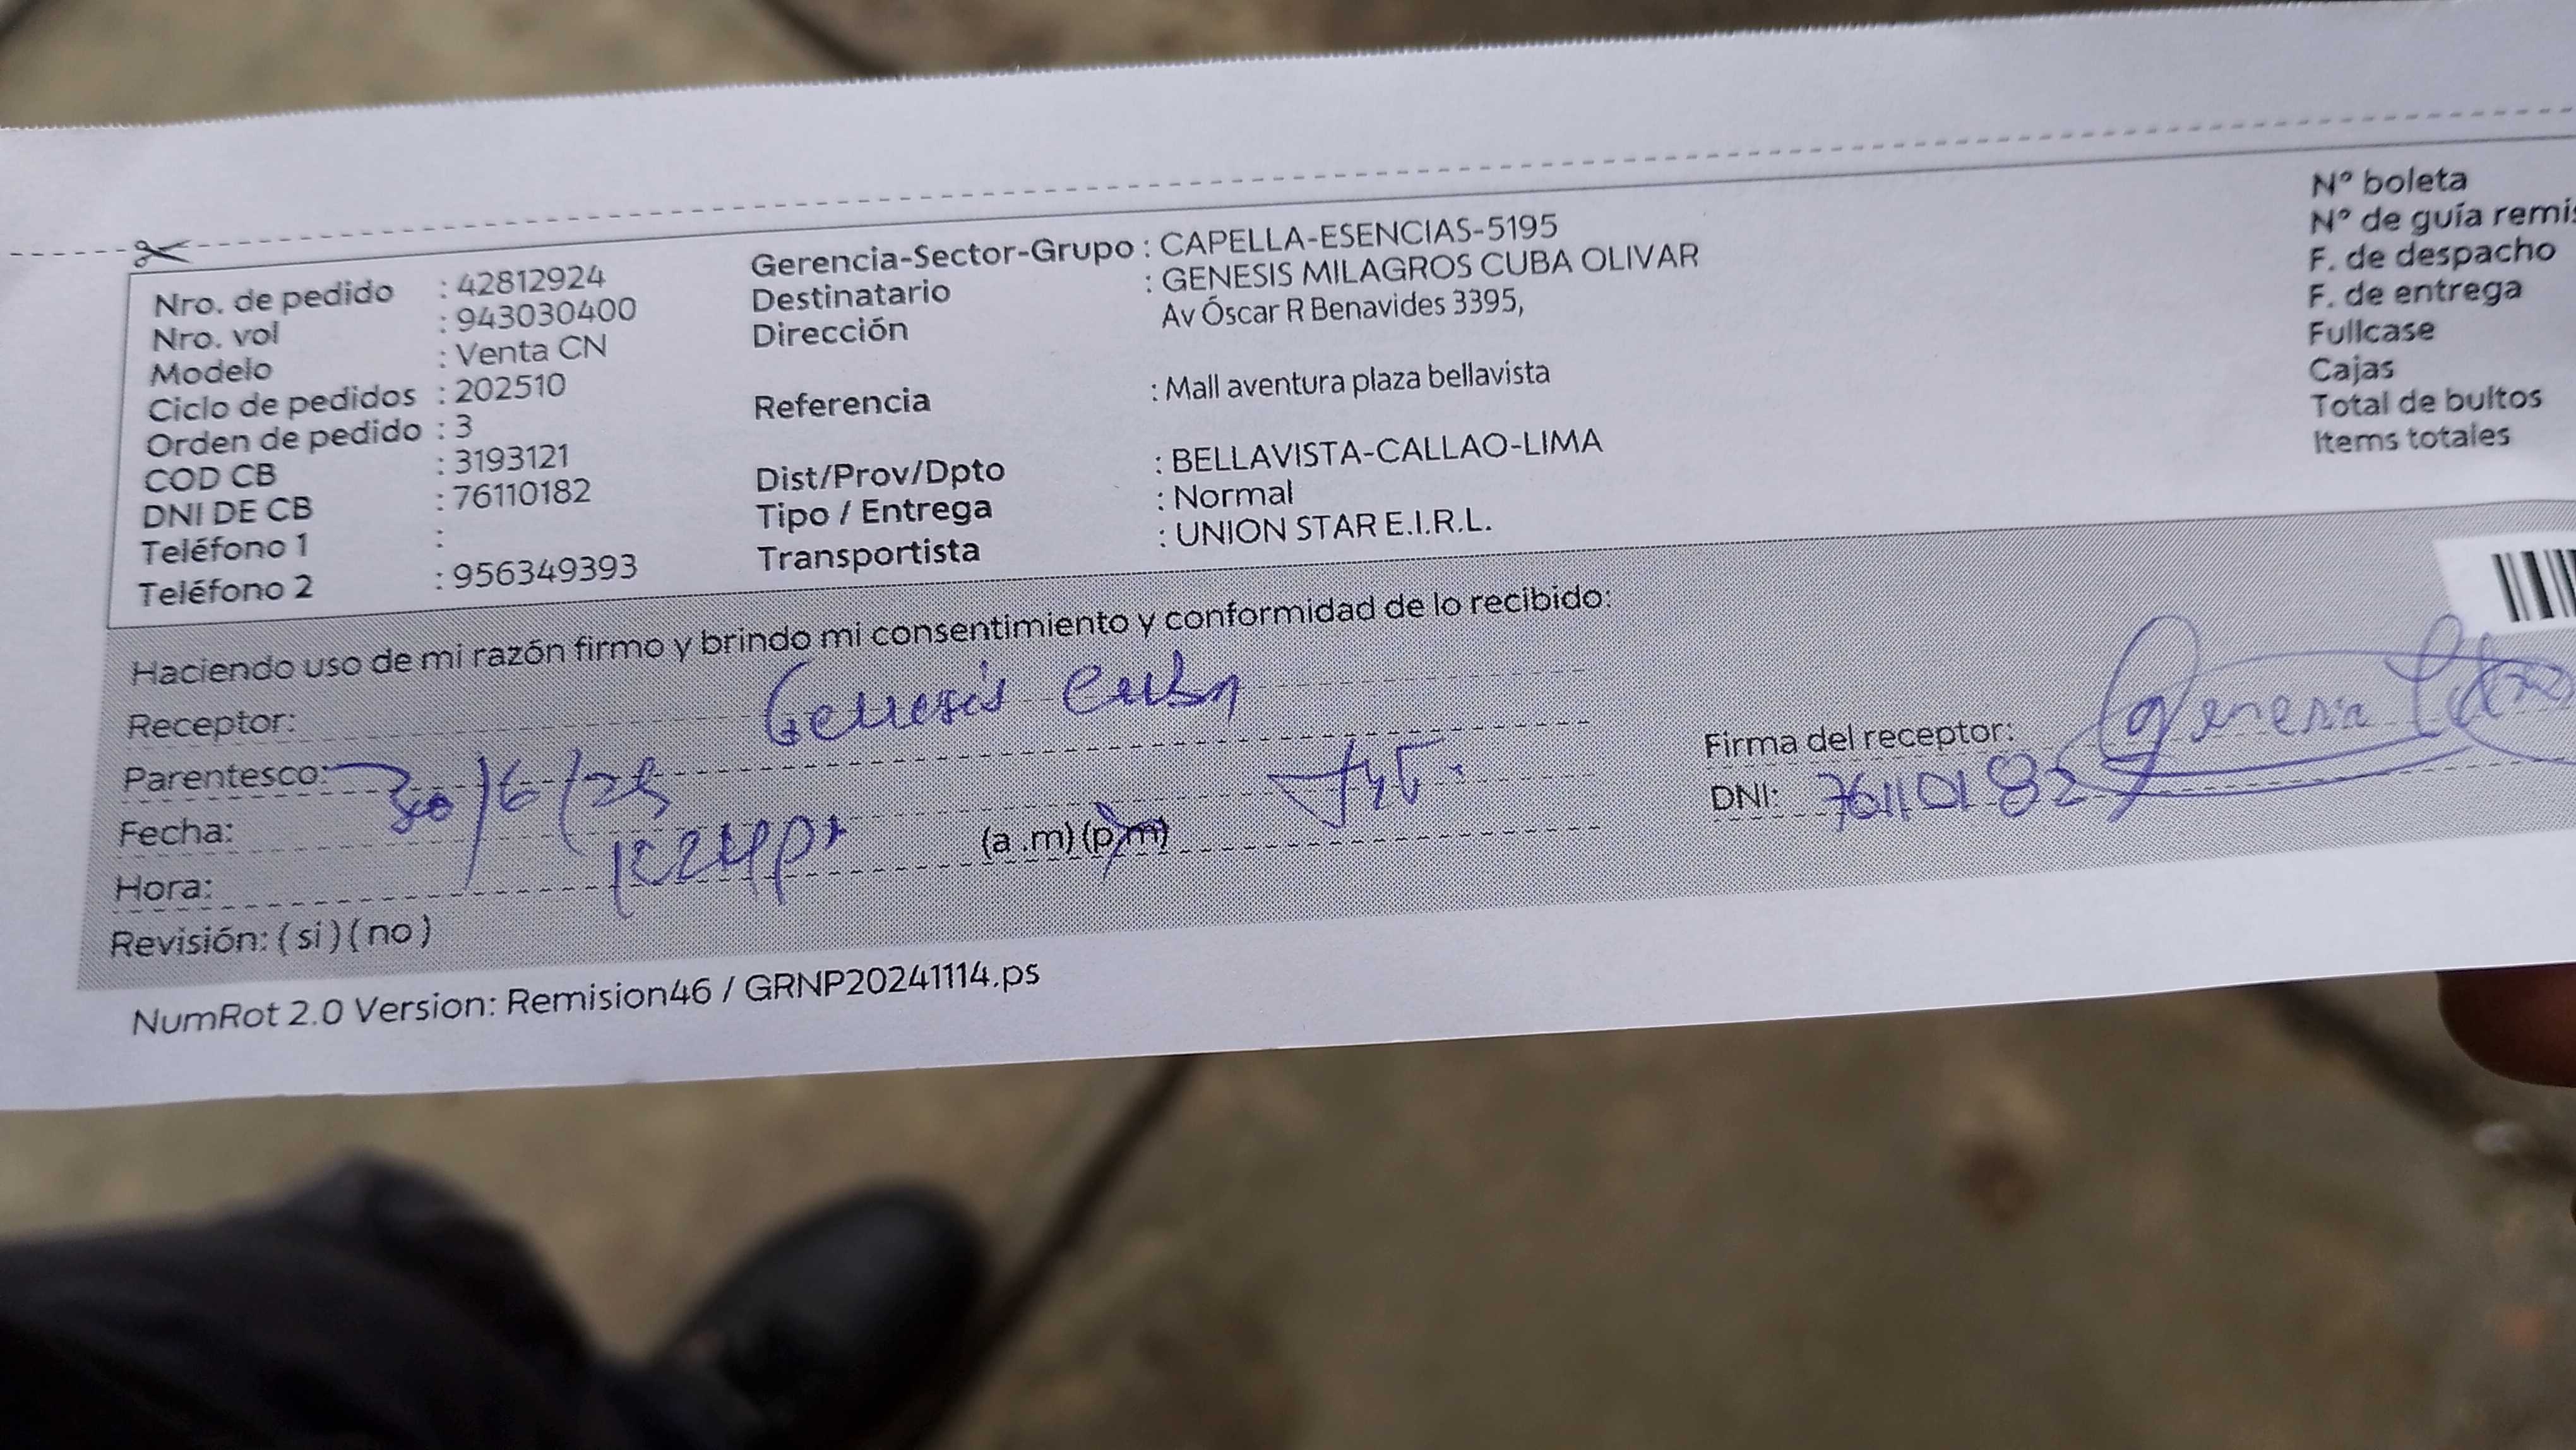 Nro. de pedido : 42812924
Nro. vol : 943030400
Modelo : Venta CN
Ciclo de pedidos : 202510
Orden de pedido : 3
COD CB : 3193121
DNI DE CB : 76110182
Teléfono 1 :
Teléfono 2 : 956349393
Gerencia-Sector-Grupo : CAPELLA-ESENCIAS-5195
Destinatario : GENESIS MILAGROS CUBA OLIVAR
Dirección Av Óscar R Benavides 3395,
Referencia : Mall aventura plaza bellavista
Dist/Prov/Dpto : BELLAVISTA-CALLAO-LIMA
Tipo / Entrega : Normal
Transportista : UNION STAR E.I.R.L.
N° boleta
N° de guía remis
F. de despacho
F. de entrega
Fullcase
Cajas
Total de bultos
Items totales
Haciendo uso de mi razón firmo y brindo mi consentimiento y conformidad de lo recibido:
Receptor: Genesis Cuba
Parentesco:
Fecha: 30/6/25
Hora: (a .m) (p.m)
Revisión: ( si ) ( no )
Firma del receptor: Genesis
DNI: 76110182
NumRot 2.0 Version: Remision46 / GRNP20241114.ps